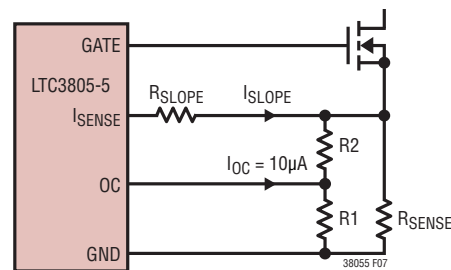 GATE
LTC3805-5
RSLOPE
ISLOPE
ISENSE
R2
IOC = 10µA
OC
R1
RSENSE
GND
38055 F07